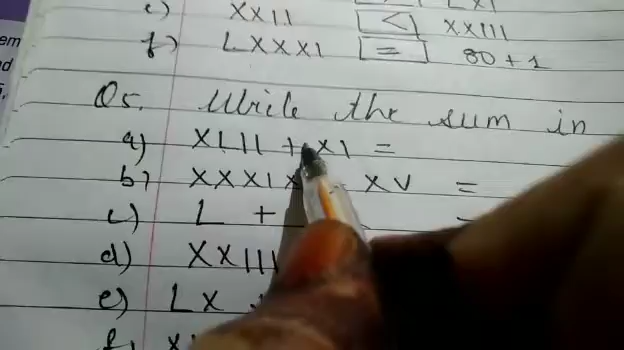 e) XXII < XXIII
f) LXXXI = 80 + 1
Q5. Write the sum in
a) XLII + XI =
b) XXXIX XV =
c) L +
d) XXIII
e) LX
f)